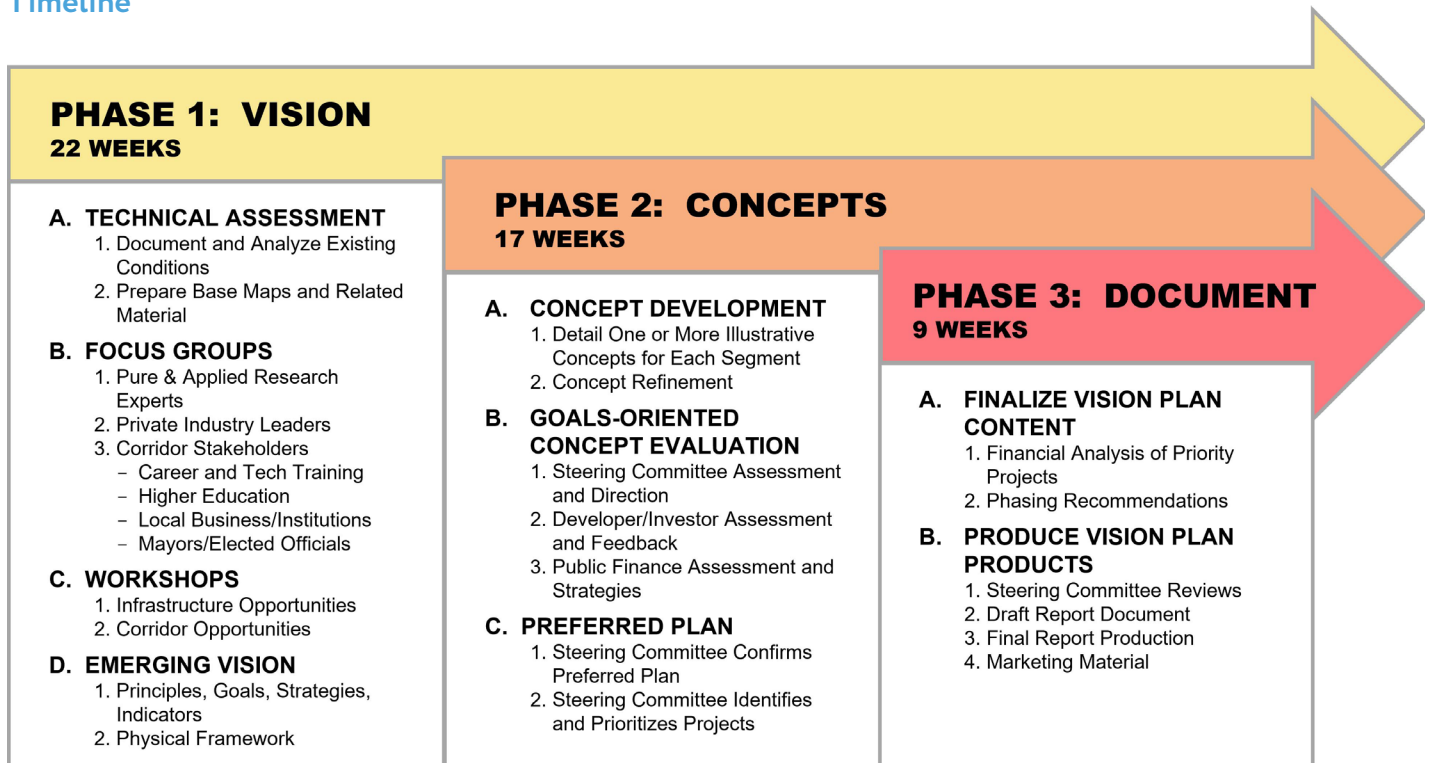 Timeline
PHASE 1: VISION
22 WEEKS
A. TECHNICAL ASSESSMENT
1. Document and Analyze Existing
Conditions
2. Prepare Base Maps and Related
Material
B. FOCUS GROUPS
1. Pure & Applied Research
Experts
2. Private Industry Leaders
3. Corridor Stakeholders
– Career and Tech Training
– Higher Education
– Local Business/Institutions
– Mayors/Elected Officials
C. WORKSHOPS
1. Infrastructure Opportunities
2. Corridor Opportunities
D. EMERGING VISION
1. Principles, Goals, Strategies,
Indicators
2. Physical Framework
PHASE 2: CONCEPTS
17 WEEKS
A. CONCEPT DEVELOPMENT
1. Detail One or More Illustrative
Concepts for Each Segment
2. Concept Refinement
B. GOALS-ORIENTED
CONCEPT EVALUATION
1. Steering Committee Assessment
and Direction
2. Developer/Investor Assessment
and Feedback
3. Public Finance Assessment and
Strategies
C. PREFERRED PLAN
1. Steering Committee Confirms
Preferred Plan
2. Steering Committee Identifies
and Prioritizes Projects
PHASE 3: DOCUMENT
9 WEEKS
A. FINALIZE VISION PLAN
CONTENT
1. Financial Analysis of Priority
Projects
2. Phasing Recommendations
B. PRODUCE VISION PLAN
PRODUCTS
1. Steering Committee Reviews
2. Draft Report Document
3. Final Report Production
4. Marketing Material